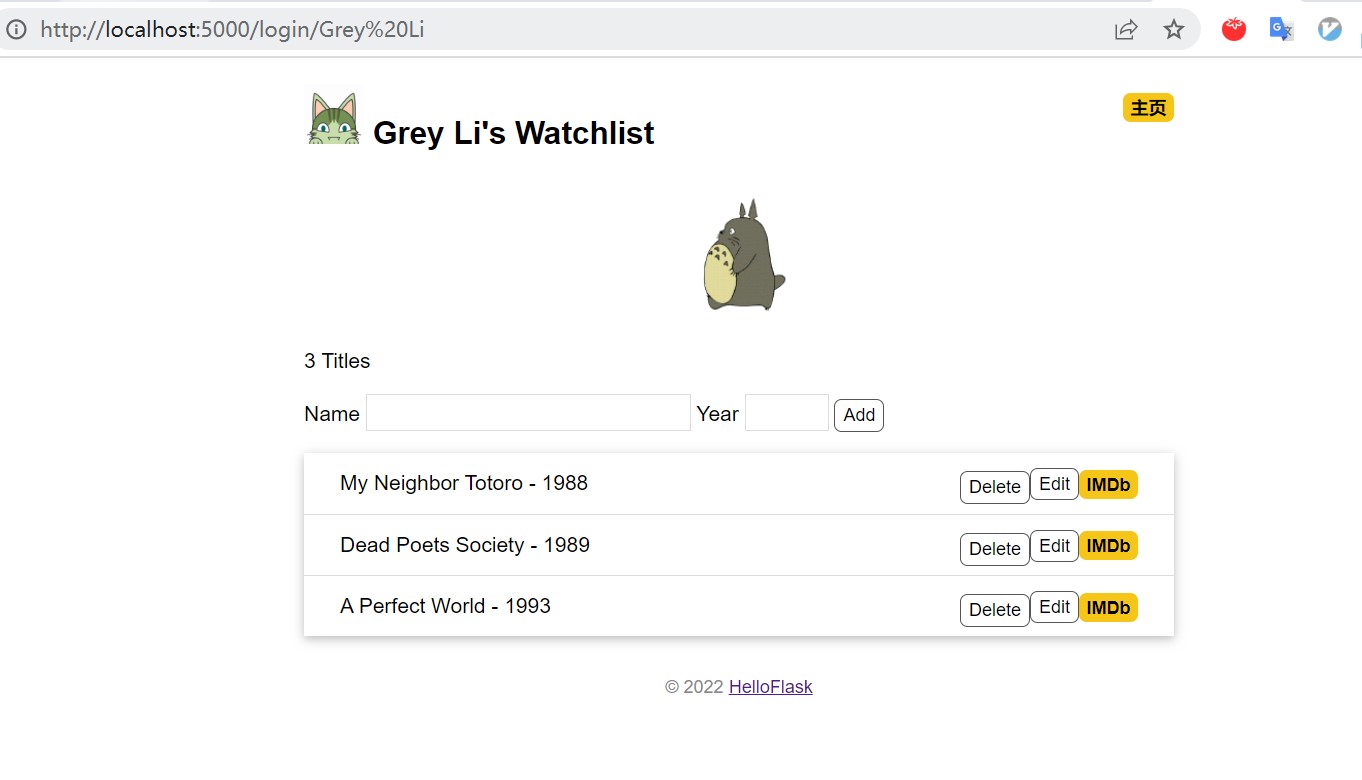 http://localhost:5000/login/Grey%20Li
主页
Grey Li's Watchlist
3 Titles
Name Year Add
My Neighbor Totoro - 1988 Delete Edit IMDb
Dead Poets Society - 1989 Delete Edit IMDb
A Perfect World - 1993 Delete Edit IMDb
© 2022 HelloFlask